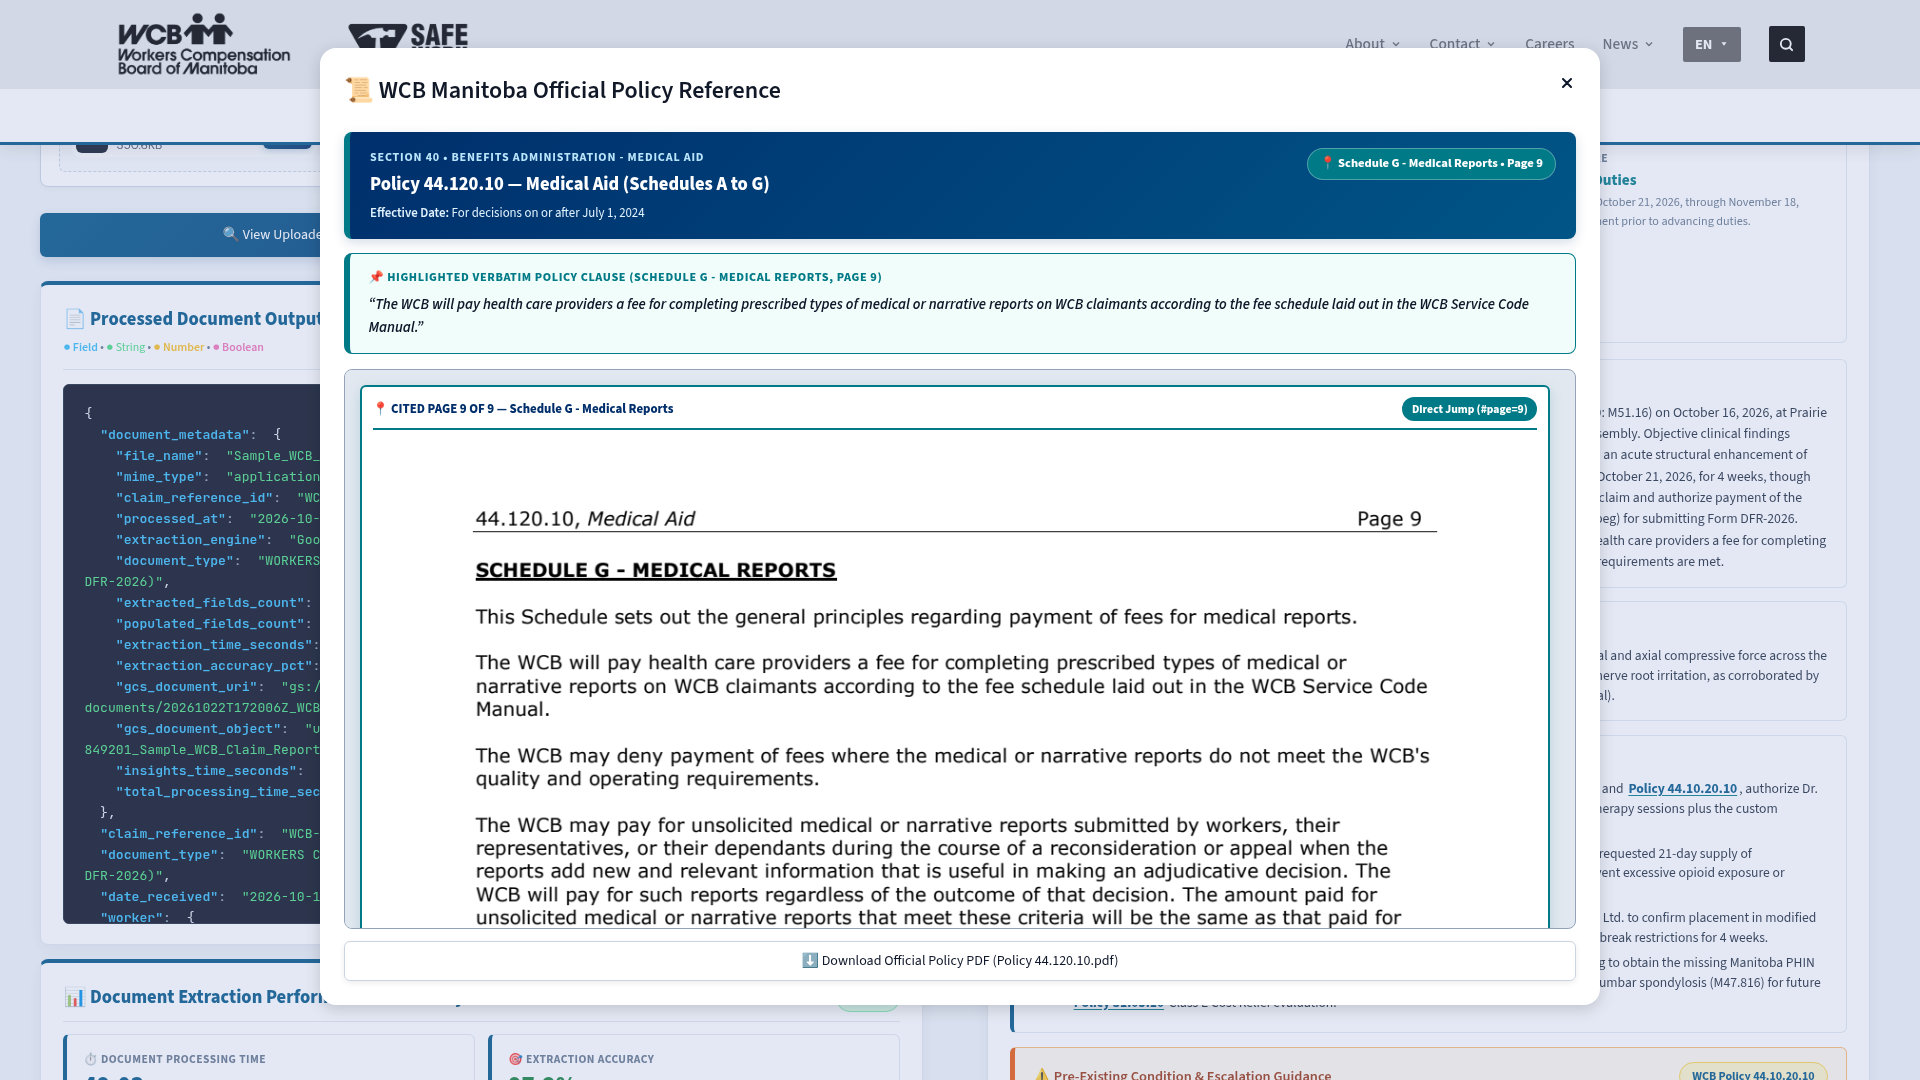 WCB
Workers Compensation
Board of Manitoba
SAFE
About
Contact
Careers
News
EN
📜 WCB Manitoba Official Policy Reference
SECTION 40 • BENEFITS ADMINISTRATION - MEDICAL AID
Policy 44.120.10 — Medical Aid (Schedules A to G)
Effective Date: For decisions on or after July 1, 2024
📍 Schedule G - Medical Reports • Page 9
📌 HIGHLIGHTED VERBATIM POLICY CLAUSE (SCHEDULE G - MEDICAL REPORTS, PAGE 9)
“The WCB will pay health care providers a fee for completing prescribed types of medical or narrative reports on WCB claimants according to the fee schedule laid out in the WCB Service Code
Manual.”
📍 CITED PAGE 9 OF 9 — Schedule G - Medical Reports
Direct Jump (#page=9)
44.120.10, Medical Aid Page 9
SCHEDULE G - MEDICAL REPORTS
This Schedule sets out the general principles regarding payment of fees for medical reports.
The WCB will pay health care providers a fee for completing prescribed types of medical or
narrative reports on WCB claimants according to the fee schedule laid out in the WCB Service Code
Manual.
The WCB may deny payment of fees where the medical or narrative reports do not meet the WCB's
quality and operating requirements.
The WCB may pay for unsolicited medical or narrative reports submitted by workers, their
representatives, or their dependants during the course of a reconsideration or appeal when the
reports add new and relevant information that is useful in making an adjudicative decision. The
WCB will pay for such reports regardless of the outcome of that decision. The amount paid for
unsolicited medical or narrative reports that meet these criteria will be the same as that paid for
⬇️ Download Official Policy PDF (Policy 44.120.10.pdf)
🔍 View Uploade
📄 Processed Document Output
● Field • ● String • ● Number • ● Boolean
{
"document_metadata": {
"file_name": "Sample_WCB_
"mime_type": "application
"claim_reference_id": "WC
"processed_at": "2026-10-
"extraction_engine": "Goo
"document_type": "WORKERS
DFR-2026)",
"extracted_fields_count":
"populated_fields_count":
"extraction_time_seconds":
"extraction_accuracy_pct":
"gcs_document_uri": "gs:/
documents/20261022T172006Z_WCB
"gcs_document_object": "u
849201_Sample_WCB_Claim_Report
"insights_time_seconds":
"total_processing_time_sec
},
"claim_reference_id": "WCB-
"document_type": "WORKERS C
DFR-2026)",
"date_received": "2026-10-1
"worker": {
📊 Document Extraction Perfor
⏱️ DOCUMENT PROCESSING TIME
🎯 EXTRACTION ACCURACY
Duties
October 21, 2026, through November 18,
ent prior to advancing duties.
: M51.16) on October 16, 2026, at Prairie
sembly. Objective clinical findings
an acute structural enhancement of
October 21, 2026, for 4 weeks, though
claim and authorize payment of the
peg) for submitting Form DFR-2026.
ealth care providers a fee for completing
requirements are met.
al and axial compressive force across the
nerve root irritation, as corroborated by
al).
and Policy 44.10.20.10, authorize Dr.
herapy sessions plus the custom
requested 21-day supply of
vent excessive opioid exposure or
Ltd. to confirm placement in modified
break restrictions for 4 weeks.
g to obtain the missing Manitoba PHIN
umbar spondylosis (M47.816) for future
⚠️ Pre-Existing Condition & Escalation Guidance
WCB Policy 44.10.20.10